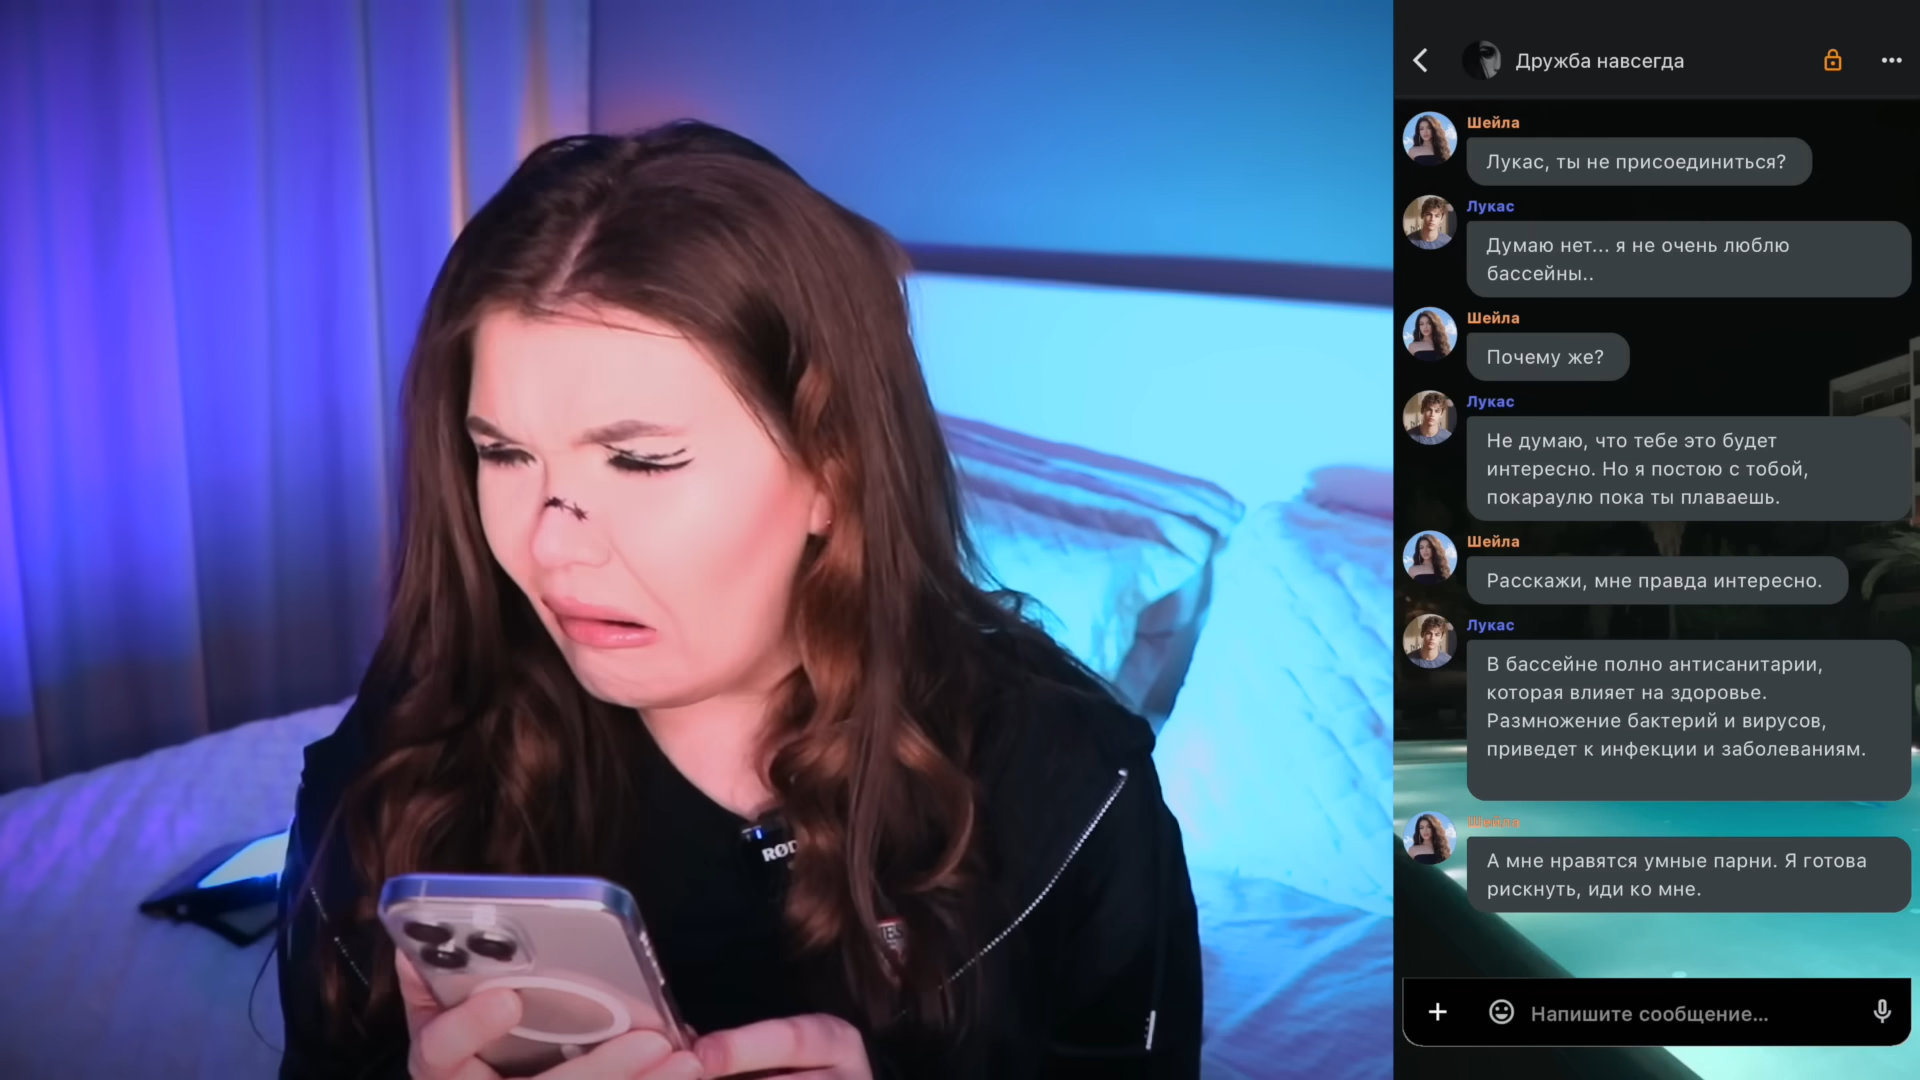 Дружба навсегда
Шейла
Лукас, ты не присоединиться?
Лукас
Думаю нет... я не очень люблю
бассейны..
Шейла
Почему же?
Лукас
Не думаю, что тебе это будет
интересно. Но я постою с тобой,
покараулю пока ты плаваешь.
Шейла
Расскажи, мне правда интересно.
Лукас
В бассейне полно антисанитарии,
которая влияет на здоровье.
Размножение бактерий и вирусов,
приведет к инфекции и заболеваниям.
Шейла
А мне нравятся умные парни. Я готова
рискнуть, иди ко мне.
Напишите сообщение...
RØD